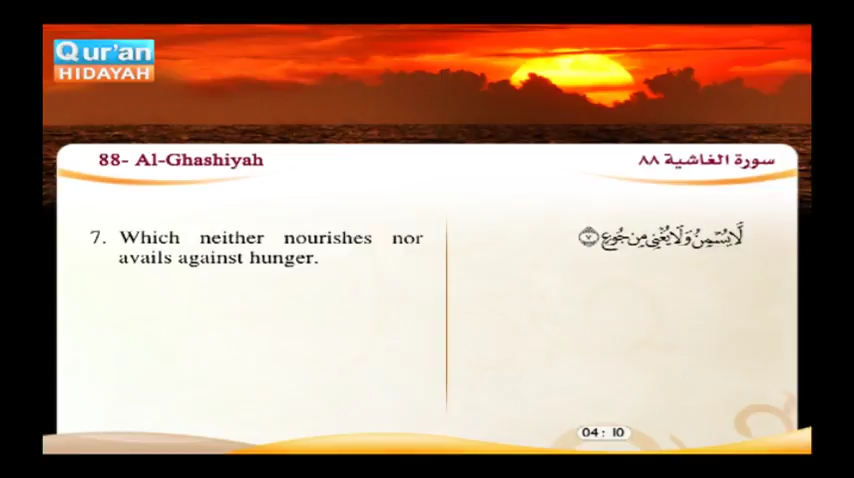 Qur'an
HIDAYAH
88- Al-Ghashiyah
سورة الغاشية ٨٨
7. Which neither nourishes nor
avails against hunger.
لَّا يُسْمِنُ وَلَا يُغْنِي مِن جُوعٍ ٧
04: 10